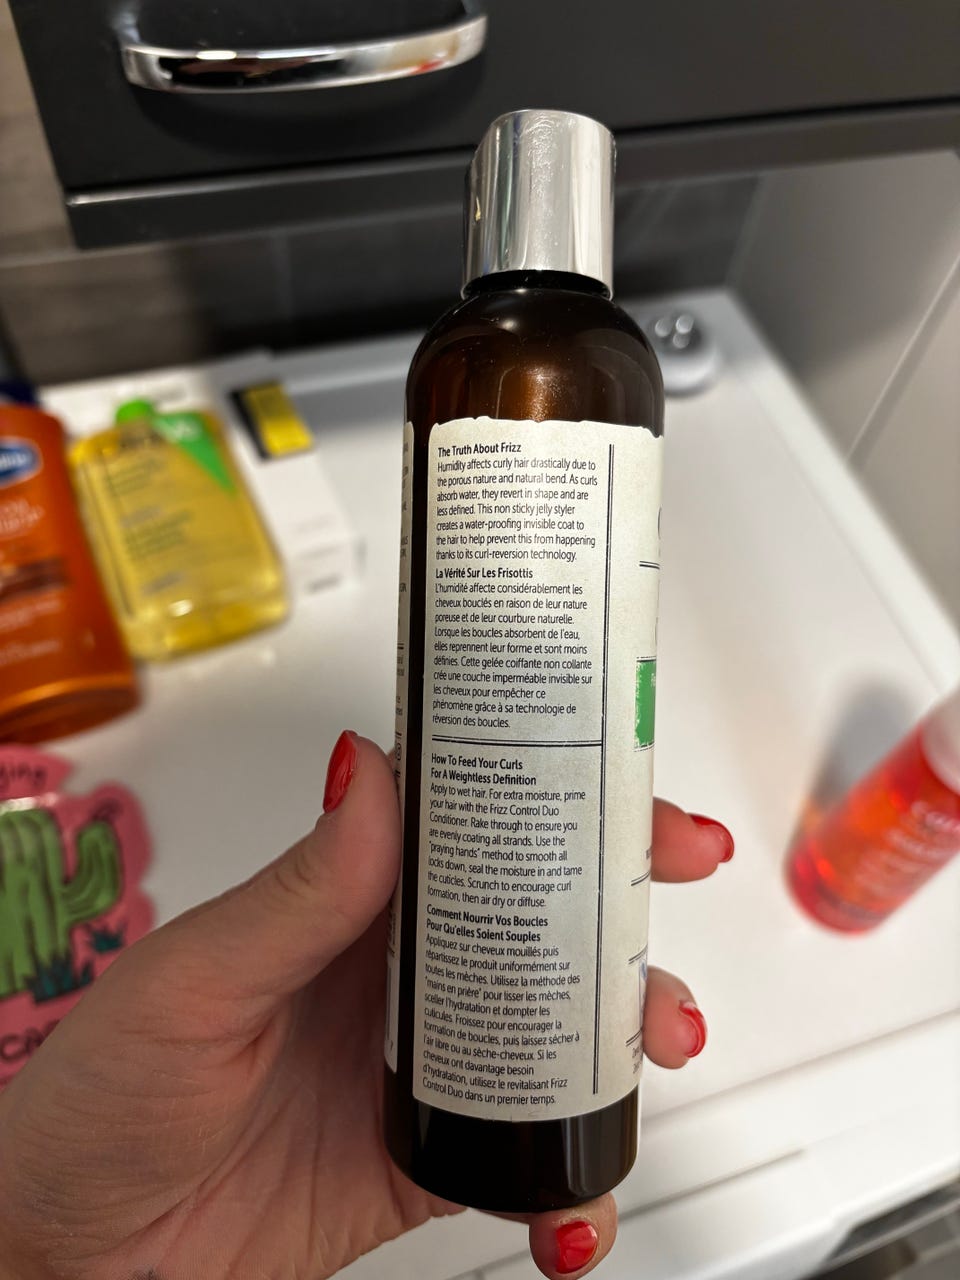 The Truth About Frizz
Humidity affects curly hair drastically due to
the porous nature and natural bend. As curls
absorb water, they revert in shape and are
less defined. This non sticky jelly styler
creates a water-proofing invisible coat to
the hair to help prevent this from happening
thanks to its curl-reversion technology.
La Vérité Sur Les Frisottis
L'humidité affecte considérablement les
cheveux bouclés en raison de leur nature
poreuse et de leur courbure naturelle.
Lorsque les boucles absorbent de l'eau,
elles reprennent leur forme et sont moins
définies. Cette gelée coiffante non collante
crée une couche imperméable invisible sur
les cheveux pour empêcher ce
phénomène grâce à sa technologie de
réversion des boucles.
How To Feed Your Curls
For A Weightless Definition
Apply to wet hair. For extra moisture, prime
your hair with the Frizz Control Duo
Conditioner. Rake through to ensure you
are evenly coating all strands. Use the
"praying hands" method to smooth all
locks down, seal the moisture in and tame
the cuticles. Scrunch to encourage curl
formation, then air dry or diffuse.
Comment Nourrir Vos Boucles
Pour Qu'elles Soient Souples
Appliquez sur cheveux mouillés puis
répartissez le produit uniformément sur
toutes les mèches. Utilisez la méthode des
"mains en prière" pour lisser les mèches,
sceller l'hydratation et dompter les
cuticules. Froissez pour encourager la
formation de boucles, puis laissez sécher à
l'air libre ou au sèche-cheveux. Si les
cheveux ont davantage besoin
d'hydratation, utilisez le revitalisant Frizz
Control Duo dans un premier temps.